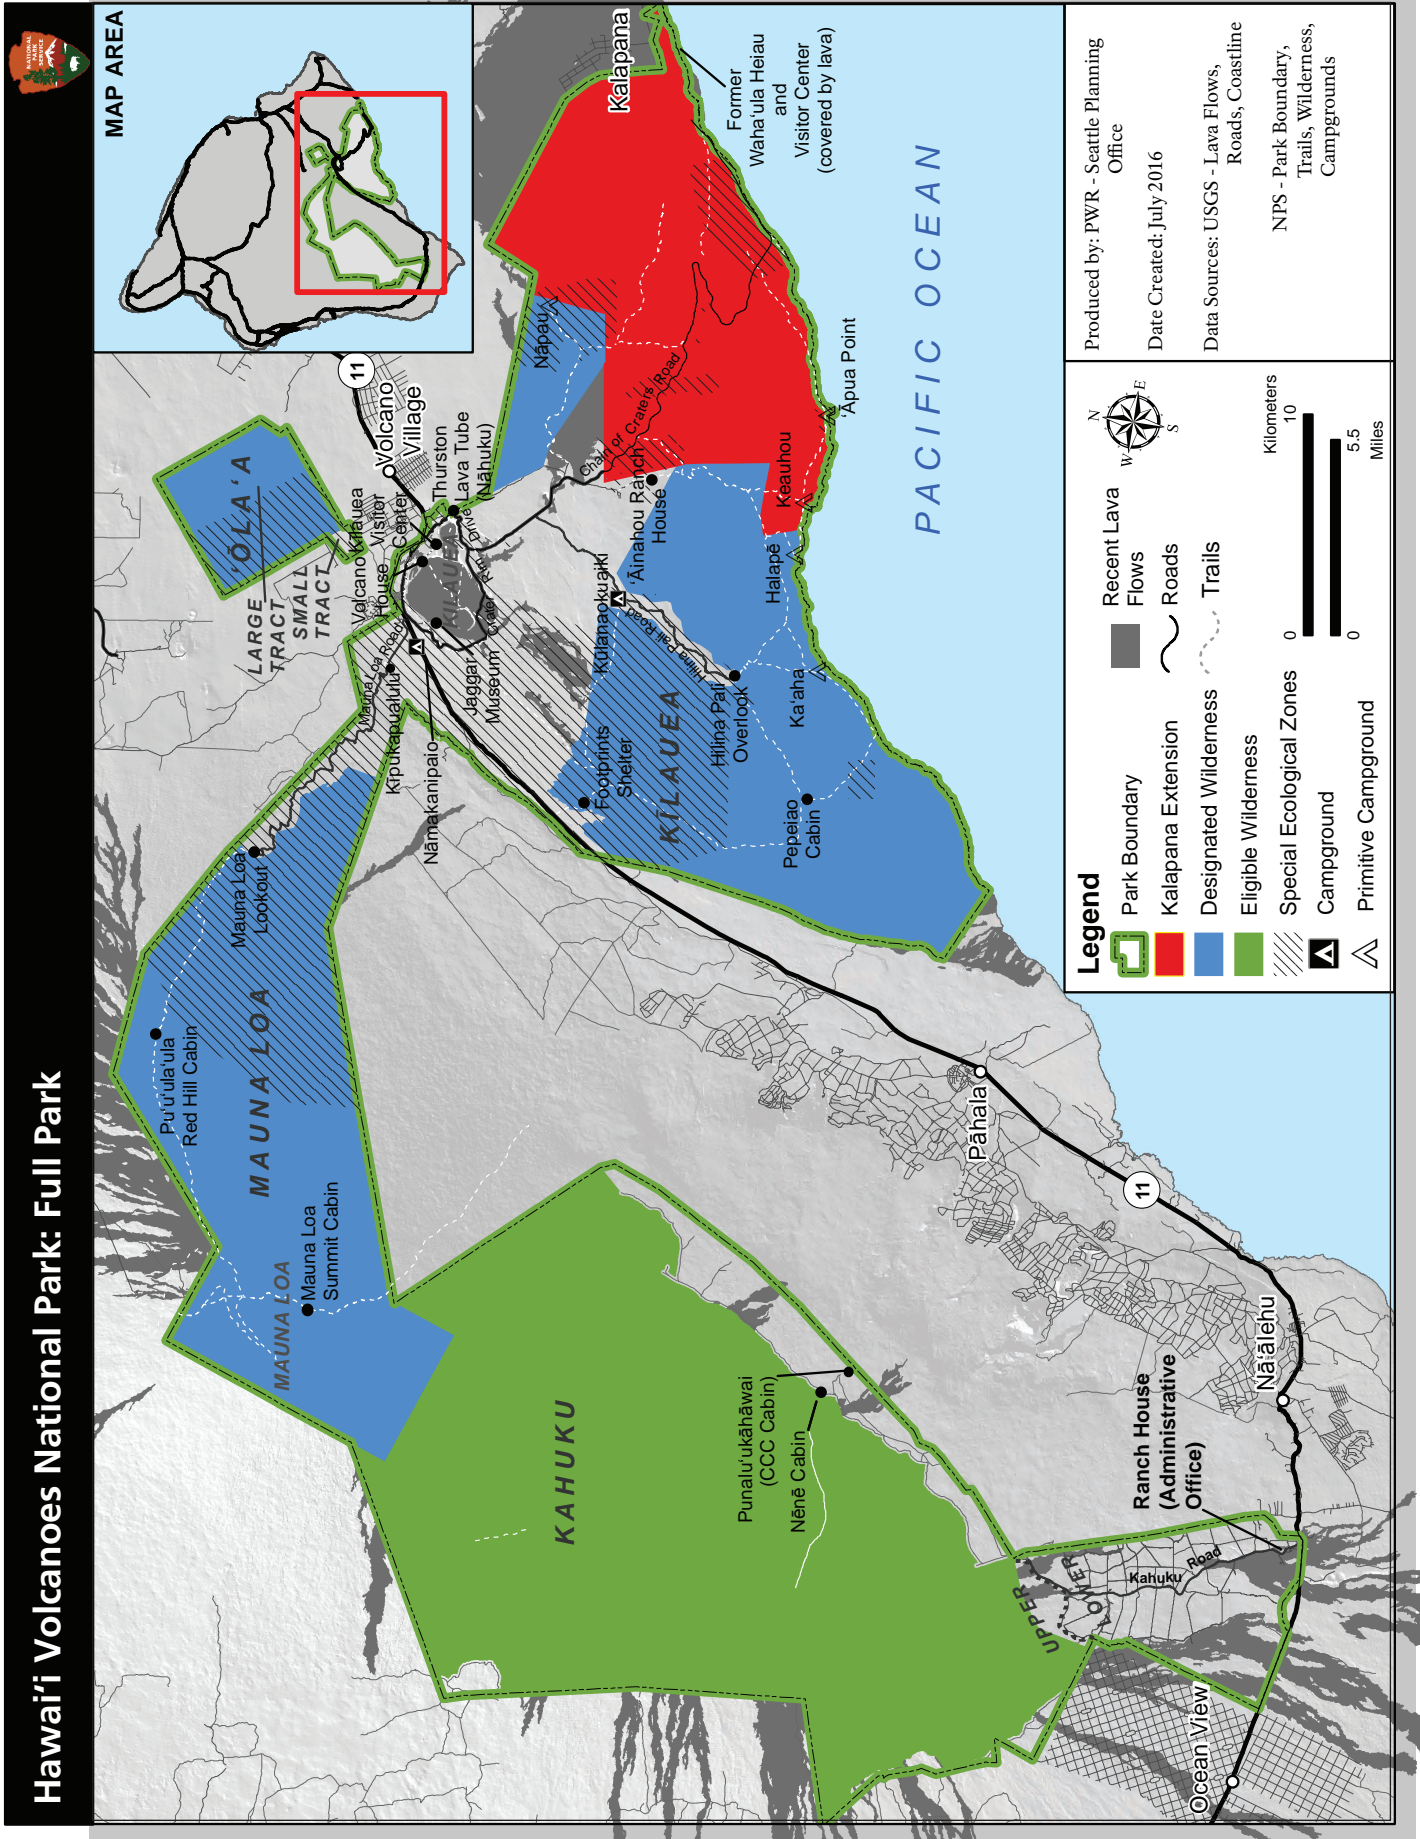 Hawai‘i Volcanoes National Park: Full Park
NATIONAL
PARK
SERVICE
MAP AREA
11
Volcano
Village
‘ŌLA‘A
LARGE
TRACT
SMALL
TRACT
Kīlauea
Visitor
Center
Volcano
House
Thurston
Lava Tube
(Nāhuku)
KĪLAUEA
Crater Rim Drive
Jaggar
Museum
Mauna Loa Road
Kīpukapuaulu
Nāmakanipaio
Mauna Loa
Lookout
Pu‘u‘ula‘ula
Red Hill Cabin
MAUNA LOA
MAUNA LOA
Mauna Loa
Summit Cabin
Kalapana
Former
Waha‘ula Heiau
and
Visitor Center
(covered by lava)
Nāpau
Chain of Craters Road
‘Āinahou Ranch
House
Keauhou
‘Āpua Point
Halapē
Kulanaokuaiki
Hilina Pali Road
Hilina Pali
Overlook
Ka‘aha
Footprints
Shelter
KĪLAUEA
Pepeiao
Cabin
PACIFIC OCEAN
KAHUKU
Punalu‘ukāhāwai
(CCC Cabin)
Nēnē Cabin
UPPER
LOWER
Kahuku
Road
Ranch House
(Administrative
Office)
Pāhala
11
Nā‘ālehu
Ocean View
Legend
Park Boundary
Kalapana Extension
Designated Wilderness
Eligible Wilderness
Special Ecological Zones
Campground
Primitive Campground
Recent Lava
Flows
Roads
Trails
N
E
S
W
Kilometers
0
10
0
5.5
Miles
Produced by: PWR - Seattle Planning
Office
Date Created: July 2016
Data Sources: USGS - Lava Flows,
Roads, Coastline
NPS - Park Boundary,
Trails, Wilderness,
Campgrounds